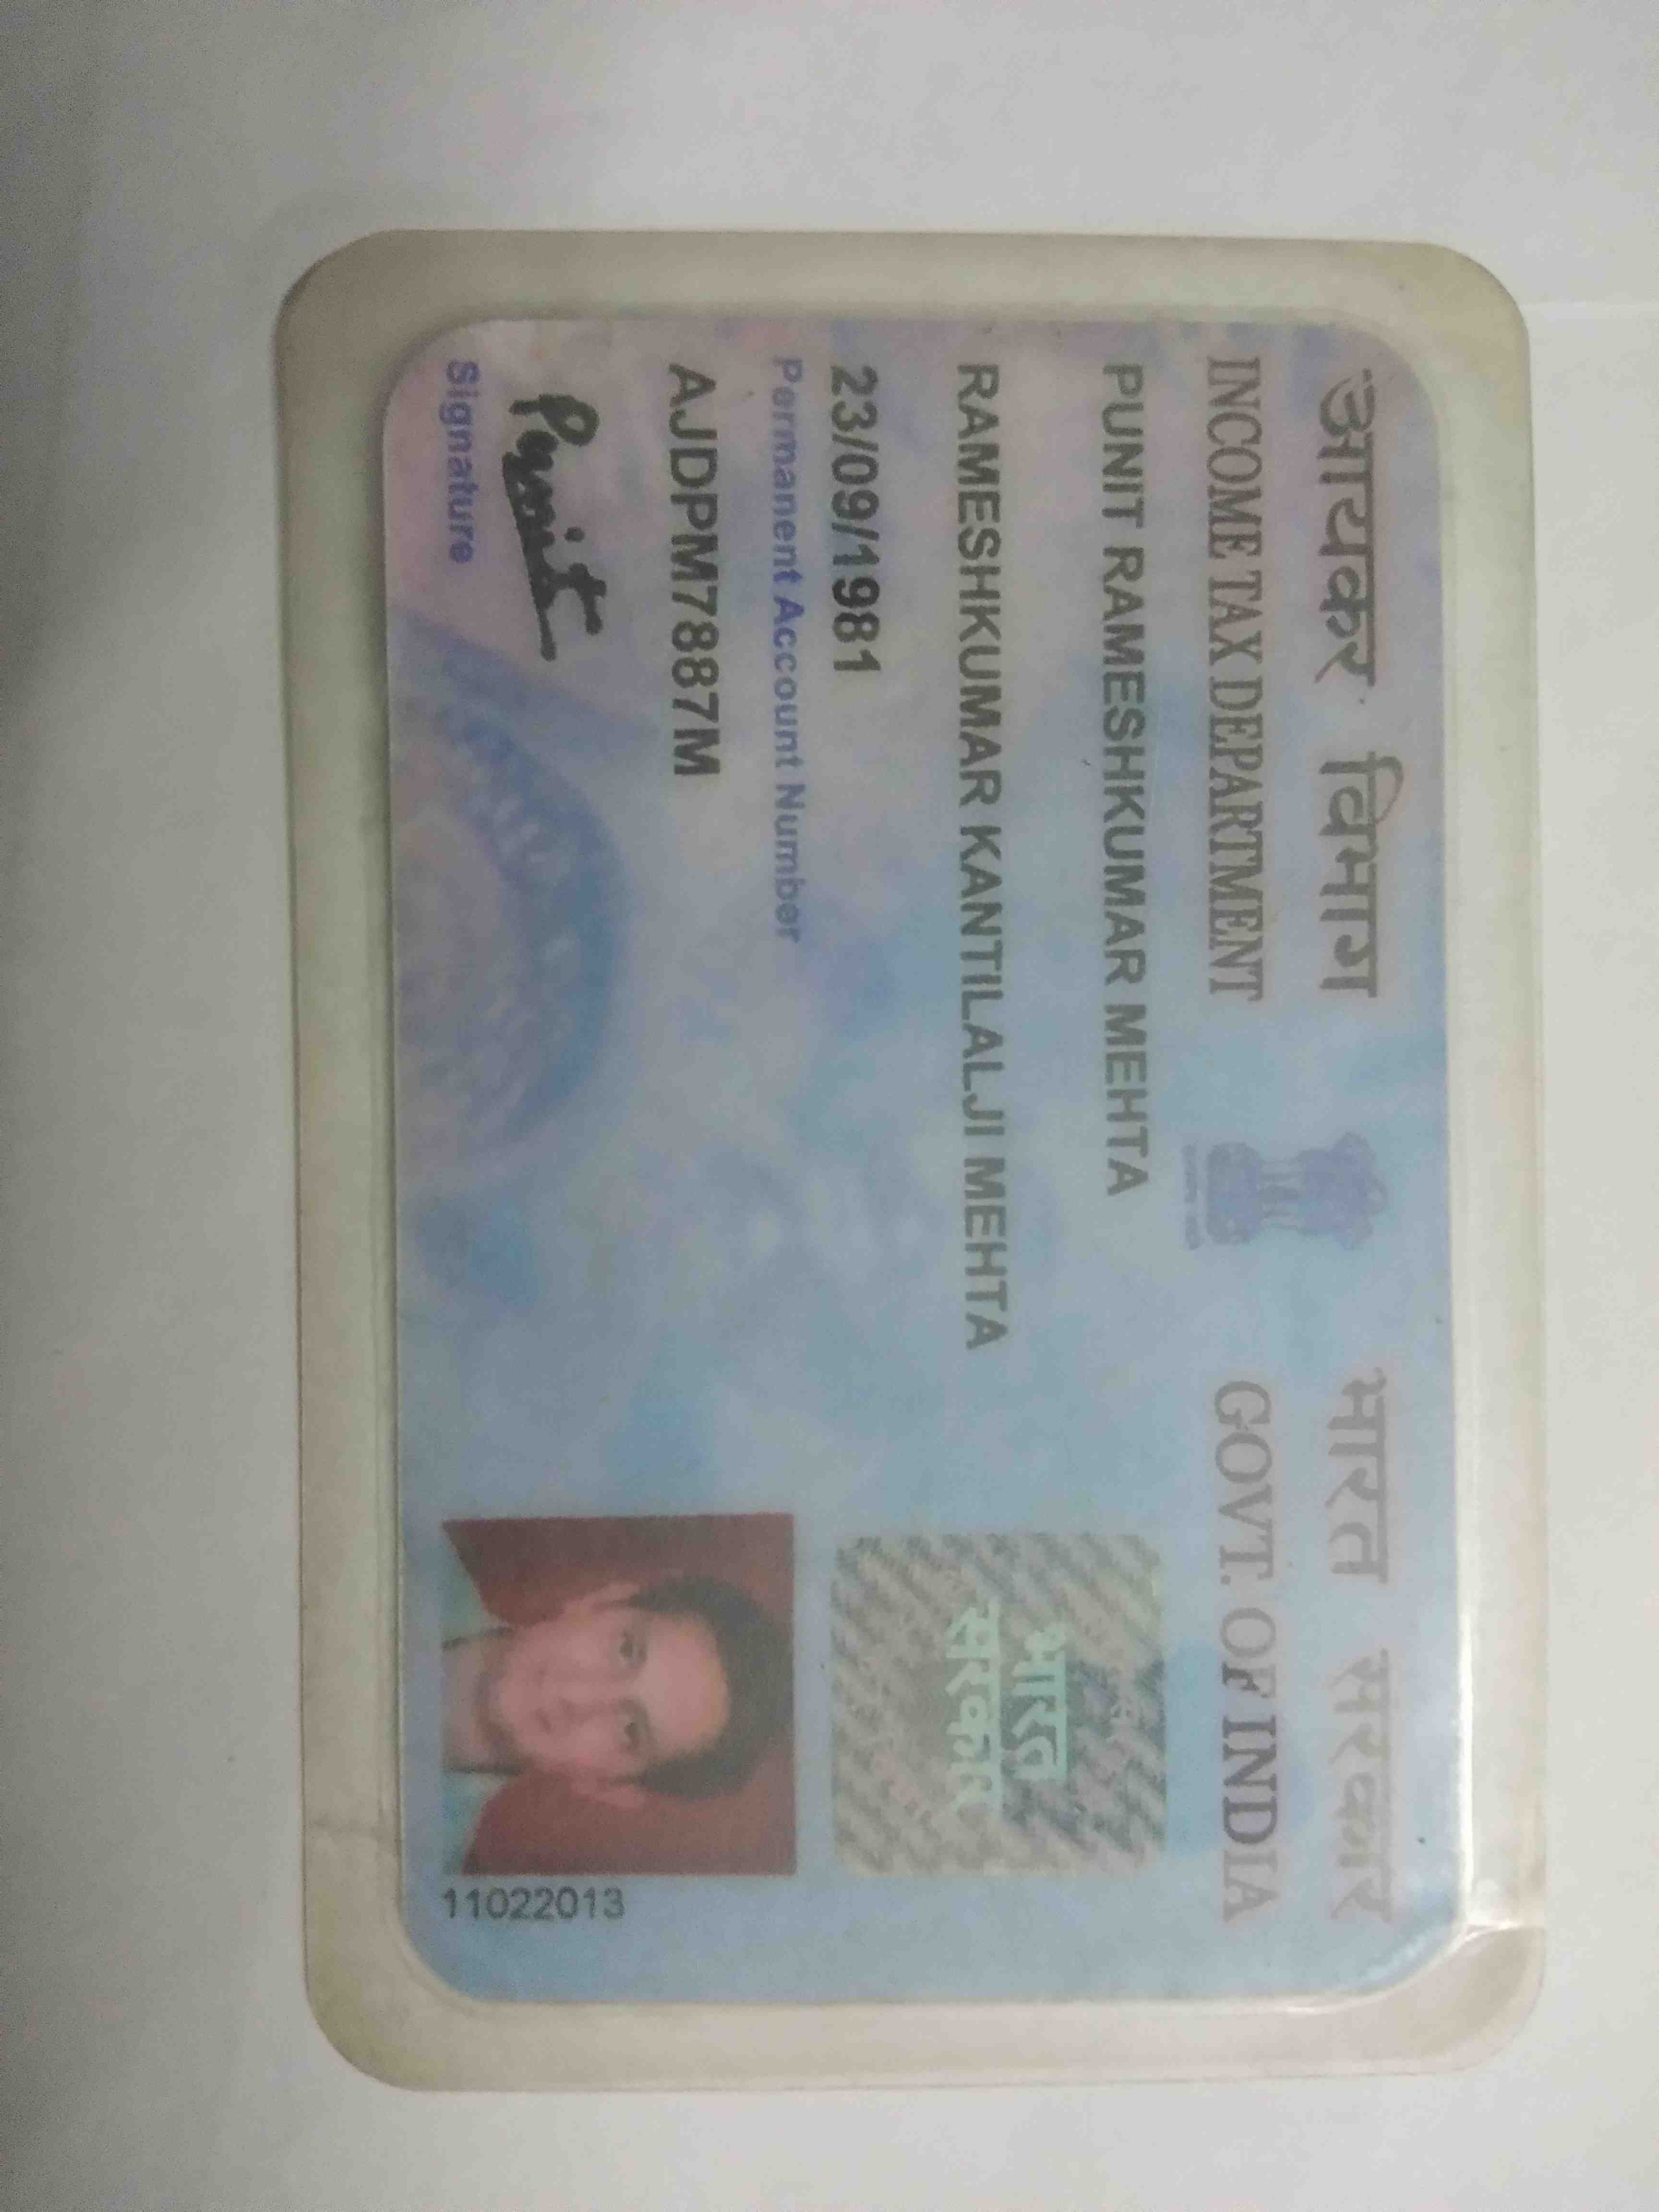 आयकर विभाग
INCOME TAX DEPARTMENT
भारत सरकार
GOVT. OF INDIA
PUNIT RAMESHKUMAR MEHTA
RAMESHKUMAR KANTILALJI MEHTA
23/09/1981
Permanent Account Number
AJDPM7887M
Punit
Signature
भारत
सरकार
11022013